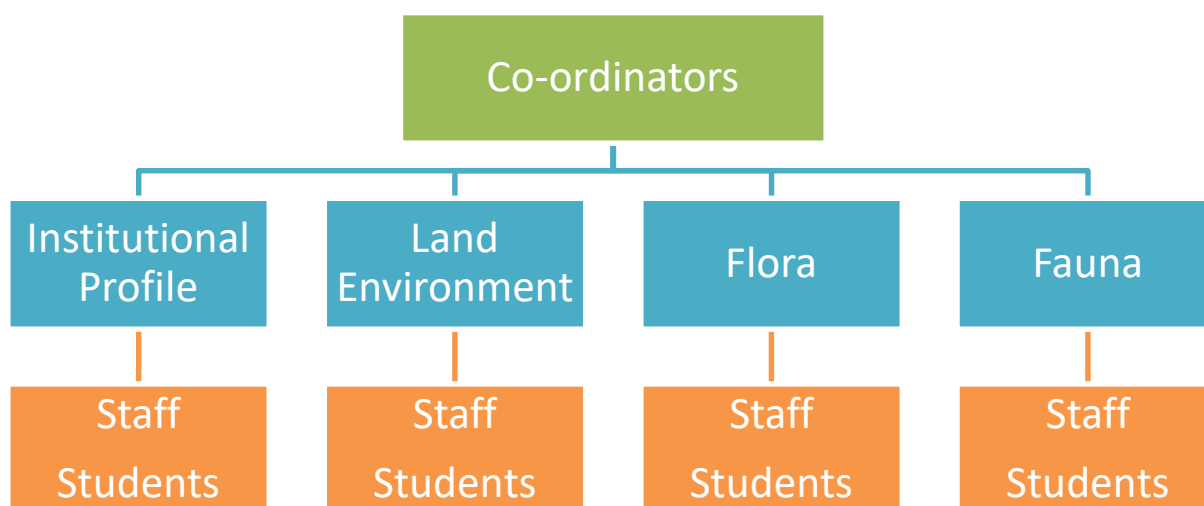 Co-ordinators
Institutional
Profile
Land
Environment
Flora
Fauna
Staff
Students
Staff
Students
Staff
Students
Staff
Students